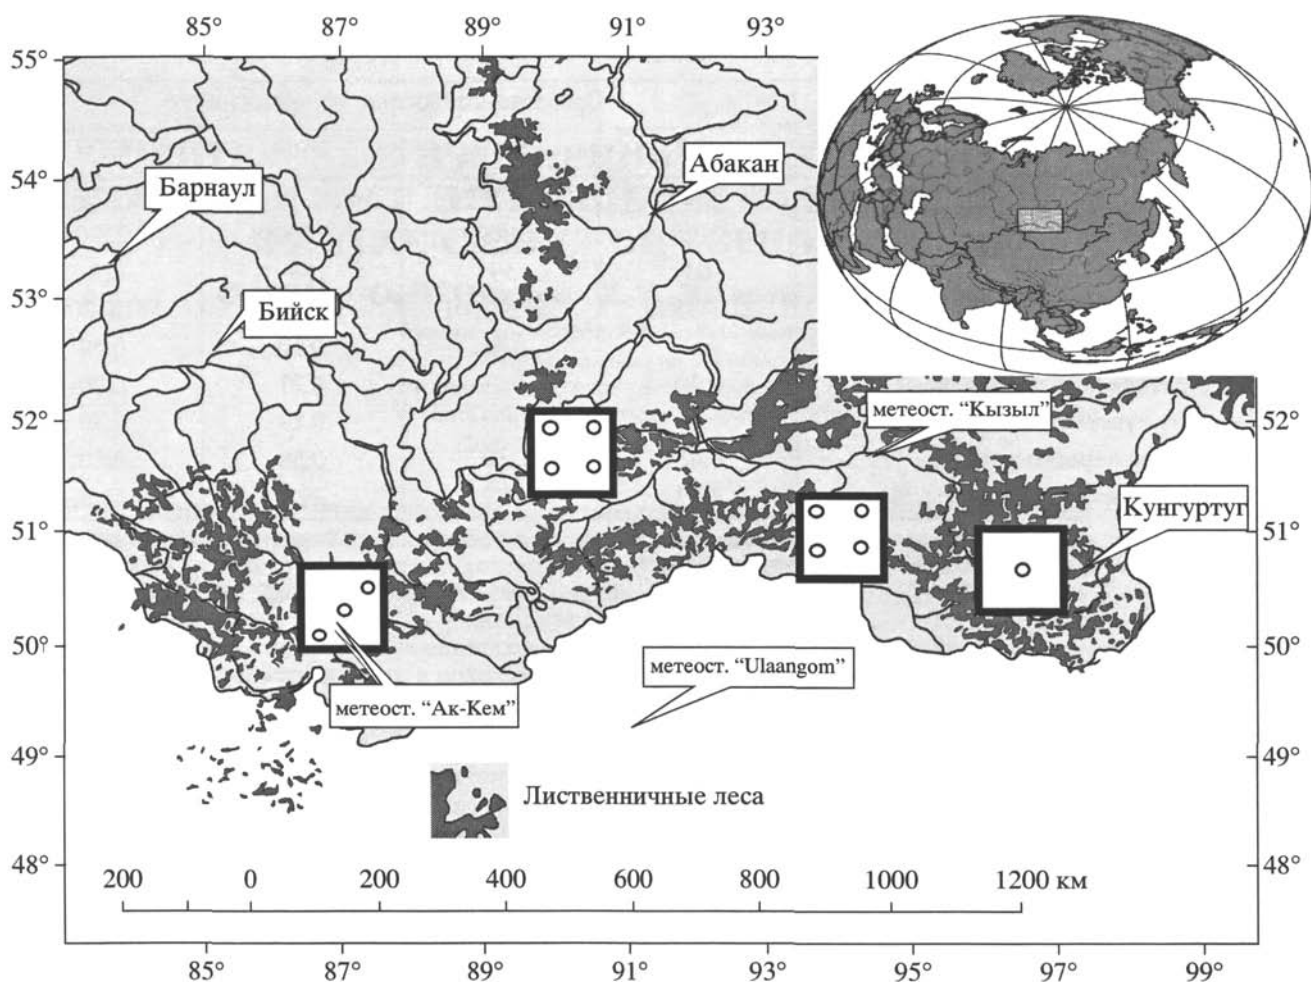 85° 87° 89° 91° 93°
55°
54°
53°
52°
51°
50°
49°
48°
Барнаул
Абакан
Бийск
52°
51°
50°
49°
48°
метеост. “Кызыл”
Кунгуртуг
метеост. “Ulaangom”
метеост. “Ак-Кем”
Лиственничные леса
200 0 200 400 600 800 1000 1200 км
85° 87° 89° 91° 93° 95° 97° 99°